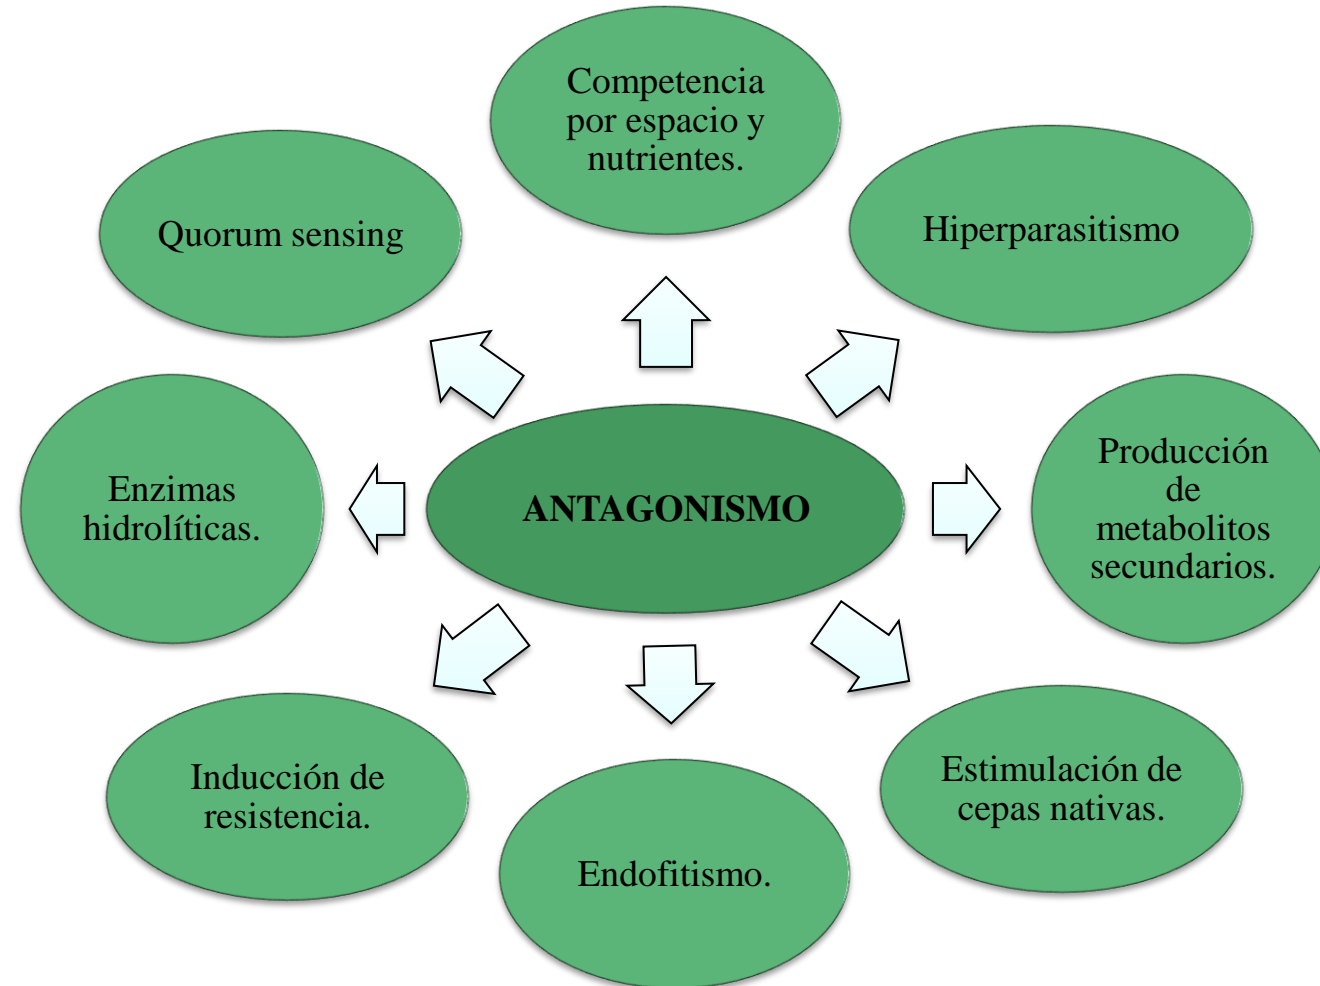 Competencia
por espacio y
nutrientes.
Quorum sensing
Hiperparasitismo
Enzimas
hidrolíticas.
ANTAGONISMO
Producción
de
metabolitos
secundarios.
Inducción de
resistencia.
Endofitismo.
Estimulación de
cepas nativas.